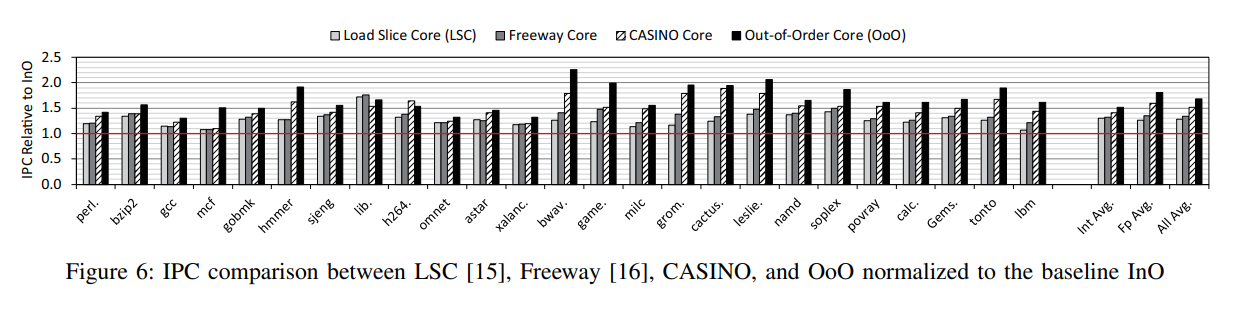 Load Slice Core (LSC) Freeway Core CASINO Core Out-of-Order Core (OoO)
IPC Relative to InO
2.5
2.0
1.5
1.0
0.5
0.0
perl. bzip2 gcc mcf gobmk hmmer sjeng lib. h264. omnet astar xalanc. bwav. game. milc grom. cactus. leslie. namd soplex povray calc. Gems. tonto lbm Int Avg. Fp Avg. All Avg.
Figure 6: IPC comparison between LSC [15], Freeway [16], CASINO, and OoO normalized to the baseline InO